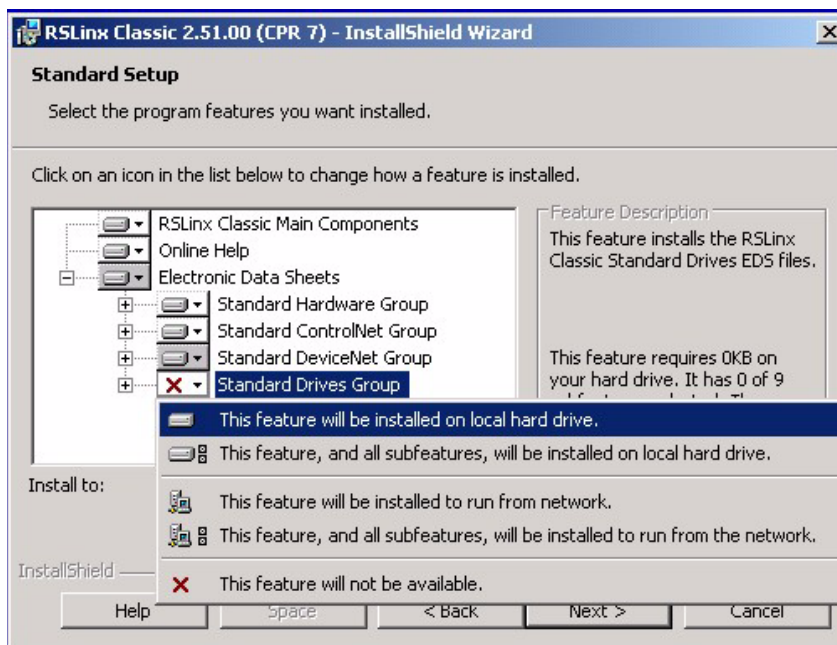 RSLinx Classic 2.51.00 (CPR 7) - InstallShield Wizard
Standard Setup
Select the program features you want installed.
Click on an icon in the list below to change how a feature is installed.
RSLinx Classic Main Components
Online Help
Electronic Data Sheets
Standard Hardware Group
Standard ControlNet Group
Standard DeviceNet Group
Standard Drives Group
Feature Description
This feature installs the RSLinx
Classic Standard Drives EDS files.
This feature requires 0KB on
your hard drive. It has 0 of 9
This feature will be installed on local hard drive.
This feature, and all subfeatures, will be installed on local hard drive.
This feature will be installed to run from network.
This feature, and all subfeatures, will be installed to run from the network.
This feature will not be available.
Install to:
InstallShield
Help
Space
< Back
Next >
Cancel